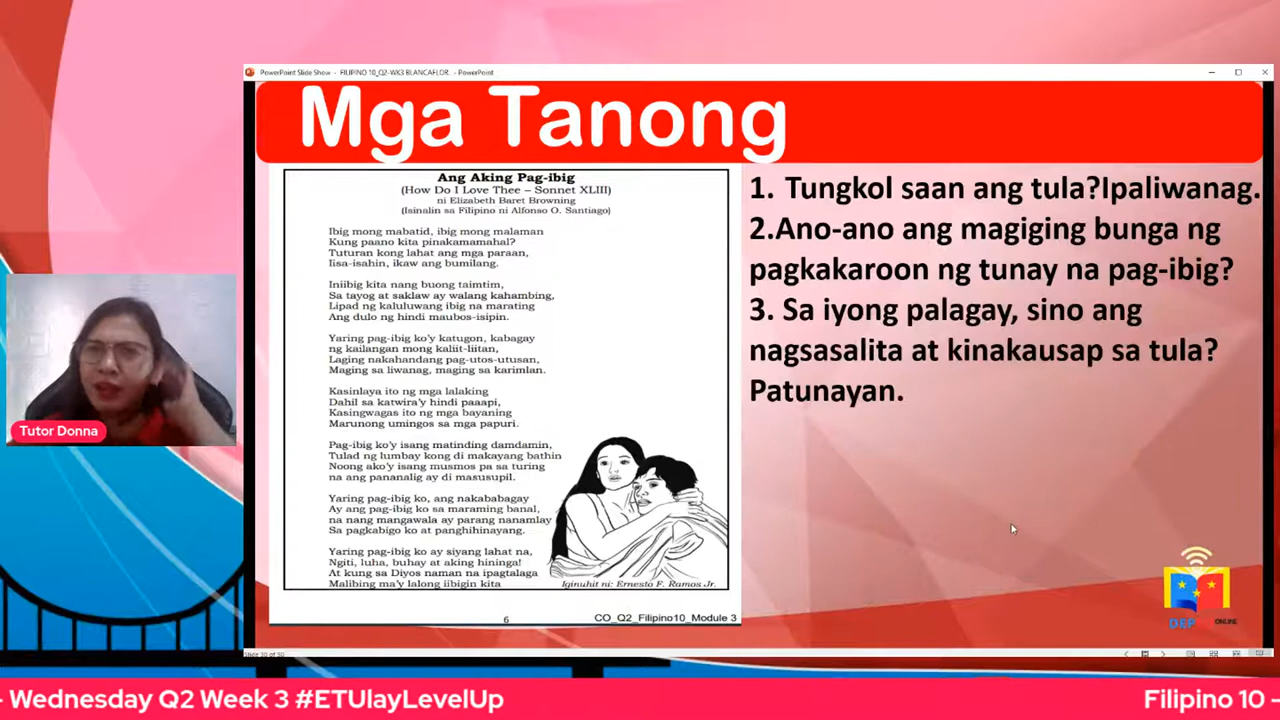 PowerPoint Slide Show - FILIPINO 10_Q2-WK3 BLANCAFLOR. - PowerPoint
Mga Tanong
Ang Aking Pag-ibig
(How Do I Love Thee – Sonnet XLIII)
ni Elizabeth Baret Browning
(Isinalin sa Filipino ni Alfonso O. Santiago)
Ibig mong mabatid, ibig mong malaman
Kung paano kita pinakamamahal?
Tuturan kong lahat ang mga paraan,
Iisa-isahin, ikaw ang bumilang.
Iniibig kita nang buong taimtim,
Sa tayog at saklaw ay walang kahambing,
Lipad ng kaluluwang ibig na marating
Ang dulo ng hindi maubos-isipin.
Yaring pag-ibig ko'y katugon, kabagay
ng kailangan mong kaliit-liitan,
Laging nakahandang pag-utos-utusan,
Maging sa liwanag, maging sa karimlan.
Kasinlaya ito ng mga lalaking
Dahil sa katwira'y hindi paaapi,
Kasingwagas ito ng mga bayaning
Marunong umingos sa mga papuri.
Pag-ibig ko'y isang matinding damdamin,
Tulad ng lumbay kong di makayang bathin
Noong ako'y isang musmos pa sa turing
na ang pananalig ay di masusupil.
Yaring pag-ibig ko, ang nakababagay
Ay ang pag-ibig ko sa maraming banal,
na nang mangawala ay parang nanamlay
Sa pagkabigo ko at panghihinayang.
Yaring pag-ibig ko ay siyang lahat na,
Ngiti, luha, buhay at aking hininga!
At kung sa Diyos naman na ipagtalaga
Malibing ma'y lalong iibigin kita
Iginuhit ni: Ernesto F. Ramos Jr.
6
CO_Q2_Filipino10_Module 3
1. Tungkol saan ang tula?Ipaliwanag.
2.Ano-ano ang magiging bunga ng
pagkakaroon ng tunay na pag-ibig?
3. Sa iyong palagay, sino ang
nagsasalita at kinakausap sa tula?
Patunayan.
Tutor Donna
DEP ONLINE
Slide 30 of 50
- Wednesday Q2 Week 3 #ETUlayLevelUp
Filipino 10 -